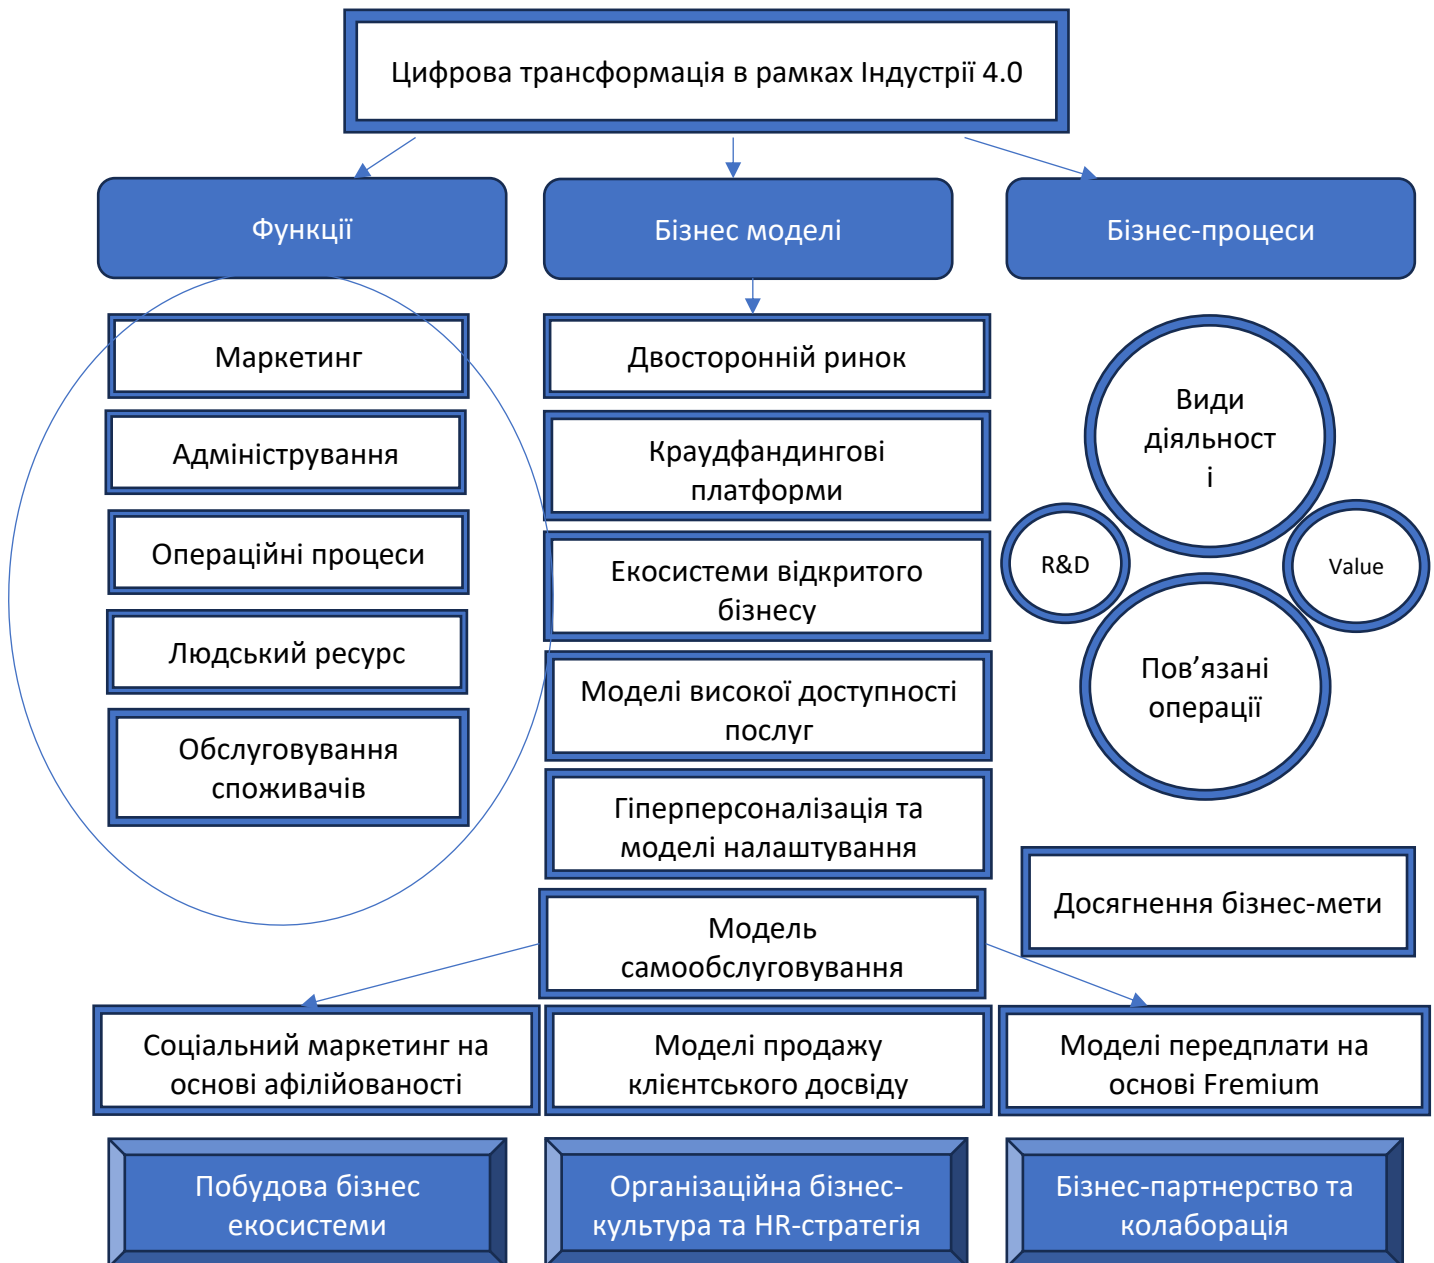 Цифрова трансформація в рамках Індустрії 4.0
Функції
Бізнес моделі
Бізнес-процеси
Маркетинг
Адміністрування
Операційні процеси
Людський ресурс
Обслуговування
споживачів
Двосторонній ринок
Краудфандингові
платформи
Екосистеми відкритого
бізнесу
Моделі високої доступності
послуг
Гіперперсоналізація та
моделі налаштування
Модель
самообслуговування
Види
діяльност
і
R&D
Value
Пов’язані
операції
Досягнення бізнес-мети
Соціальний маркетинг на
основі афілійованості
Моделі продажу
клієнтського досвіду
Моделі передплати на
основі Fremium
Побудова бізнес
екосистеми
Організаційна бізнес-
культура та HR-стратегія
Бізнес-партнерство та
колаборація